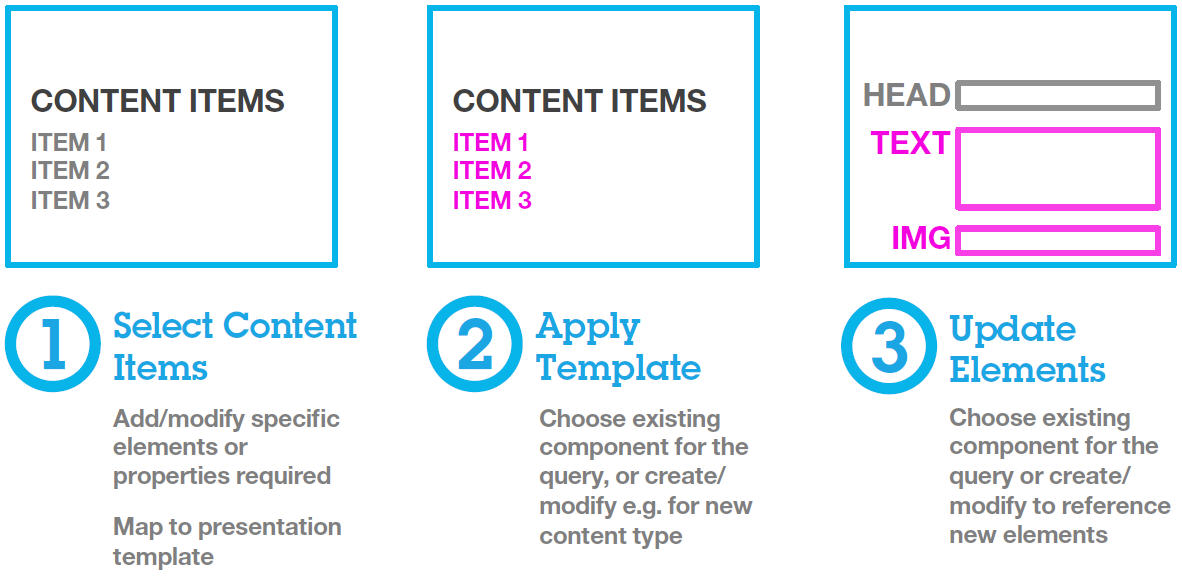 CONTENT ITEMS
ITEM 1
ITEM 2
ITEM 3
1
Select Content
Items
Add/modify specific
elements or
properties required
Map to presentation
template
CONTENT ITEMS
ITEM 1
ITEM 2
ITEM 3
2
Apply
Template
Choose existing
component for the
query, or create/
modify e.g. for new
content type
HEAD
TEXT
IMG
3
Update
Elements
Choose existing
component for the
query or create/
modify to reference
new elements